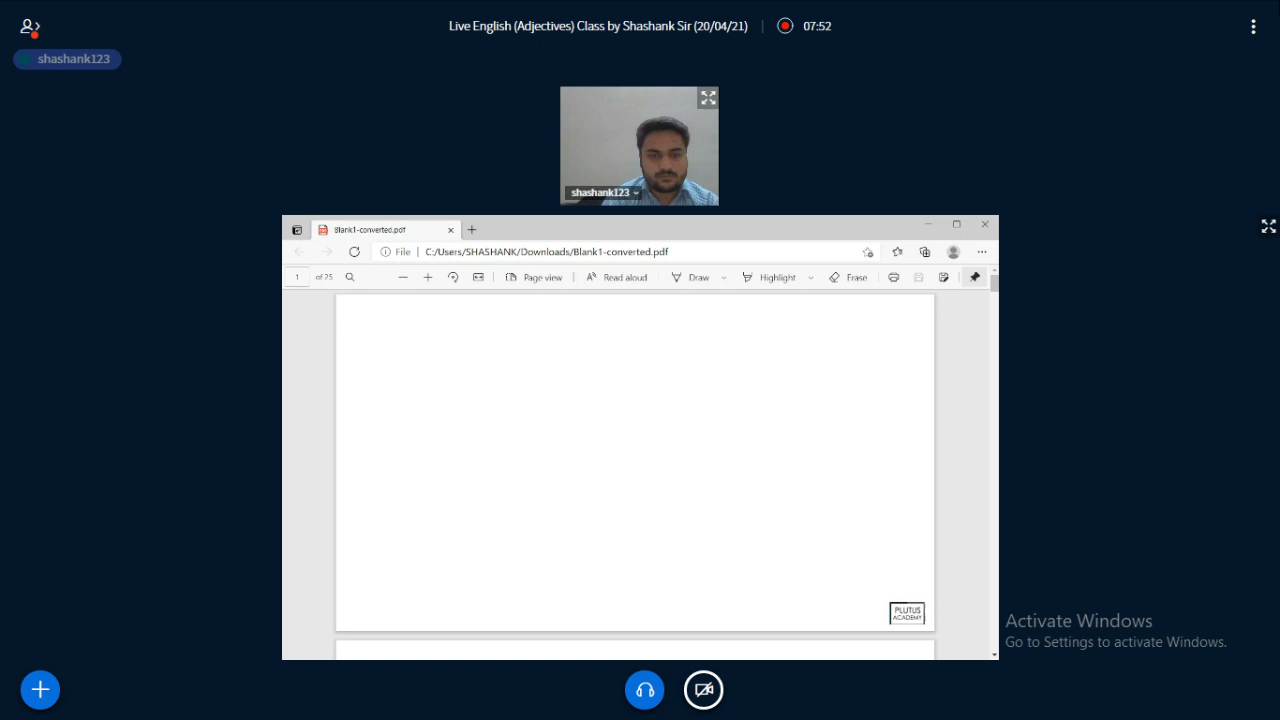 Live English (Adjectives) Class by Shashank Sir (20/04/21)
07:52
shashank123
shashank123
Blank1-converted.pdf
File
C:/Users/SHASHANK/Downloads/Blank1-converted.pdf
1 of 25
Page view
Read aloud
Draw
Highlight
Erase
PLUTUS
ACADEMY
Activate Windows
Go to Settings to activate Windows.